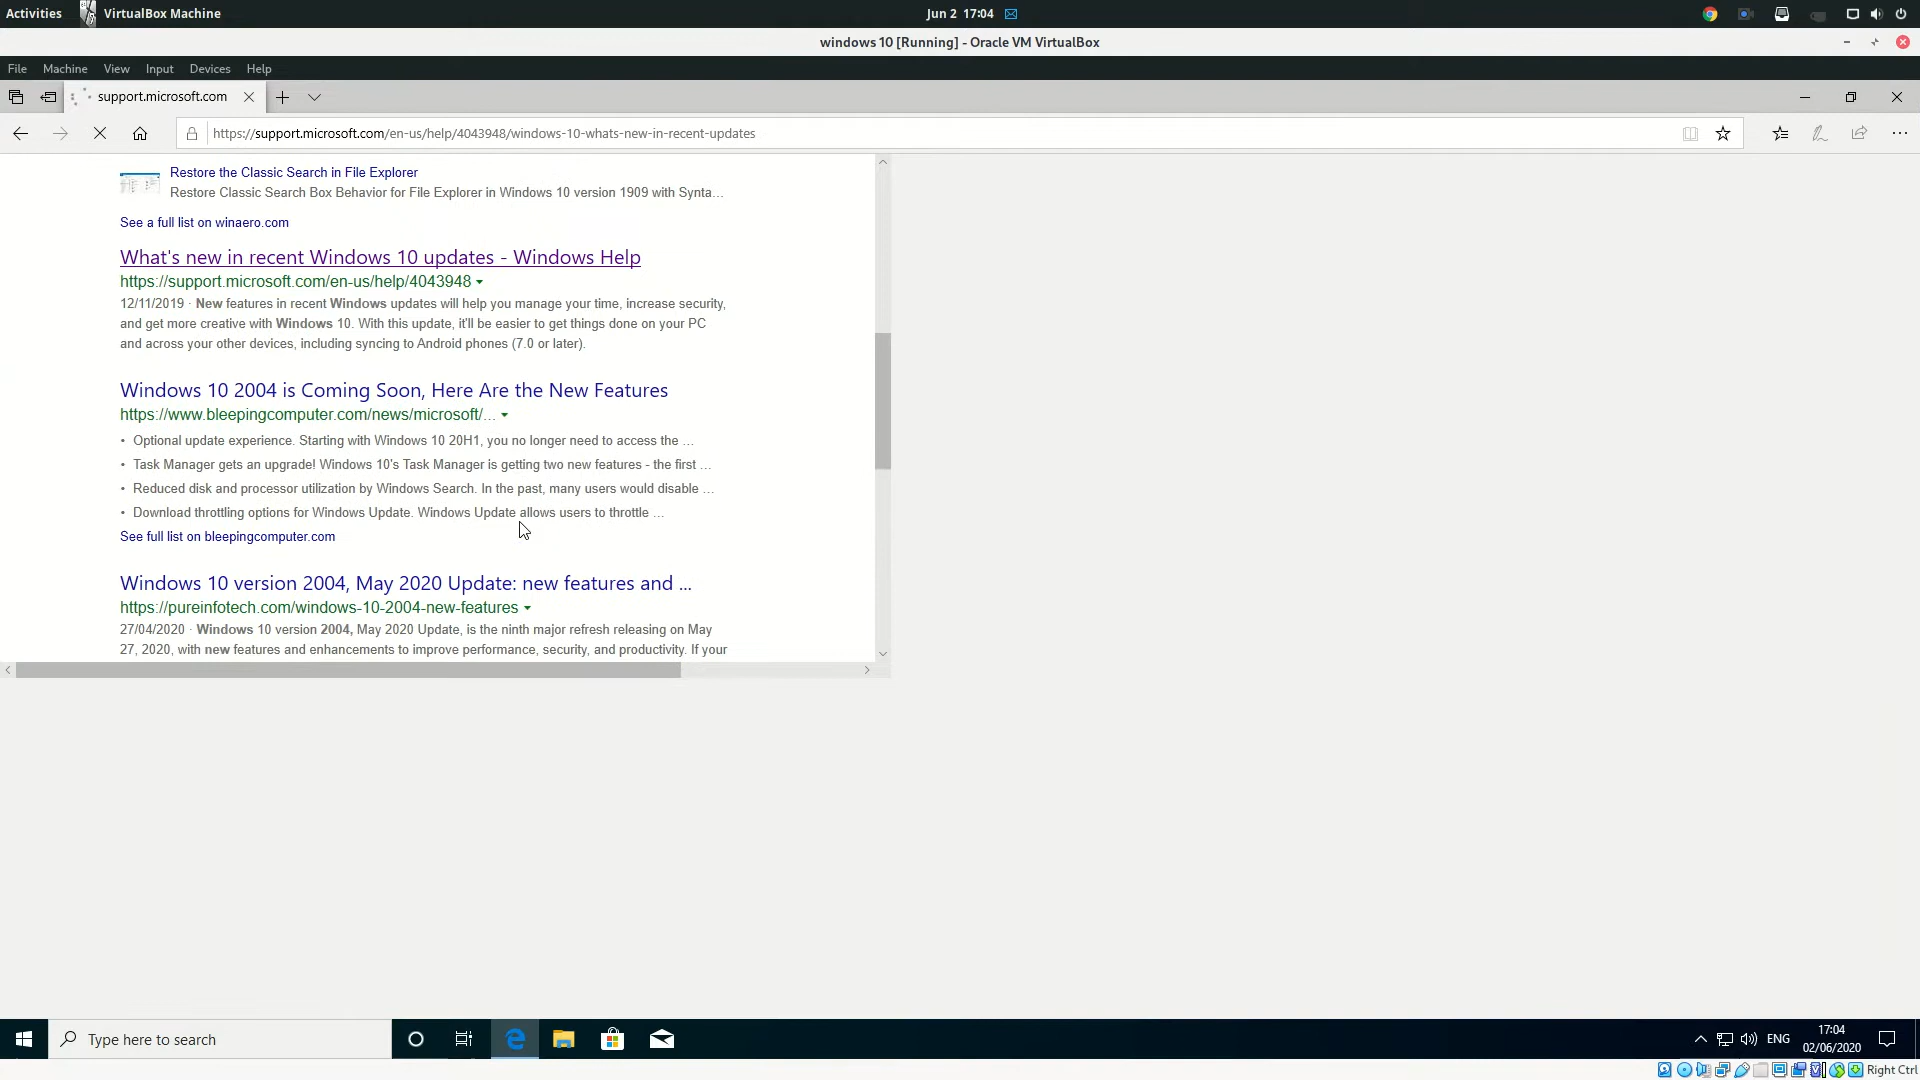 Activities VirtualBox Machine Jun 2 17:04
windows 10 [Running] - Oracle VM VirtualBox
File Machine View Input Devices Help
support.microsoft.com
https://support.microsoft.com/en-us/help/4043948/windows-10-whats-new-in-recent-updates
Restore the Classic Search in File Explorer
Restore Classic Search Box Behavior for File Explorer in Windows 10 version 1909 with Synta...
See a full list on winaero.com
What's new in recent Windows 10 updates - Windows Help
https://support.microsoft.com/en-us/help/4043948
12/11/2019 · New features in recent Windows updates will help you manage your time, increase security,
and get more creative with Windows 10. With this update, it'll be easier to get things done on your PC
and across your other devices, including syncing to Android phones (7.0 or later).
Windows 10 2004 is Coming Soon, Here Are the New Features
https://www.bleepingcomputer.com/news/microsoft/...
• Optional update experience. Starting with Windows 10 20H1, you no longer need to access the ...
• Task Manager gets an upgrade! Windows 10's Task Manager is getting two new features - the first ...
• Reduced disk and processor utilization by Windows Search. In the past, many users would disable ...
• Download throttling options for Windows Update. Windows Update allows users to throttle ...
See full list on bleepingcomputer.com
Windows 10 version 2004, May 2020 Update: new features and ...
https://pureinfotech.com/windows-10-2004-new-features
27/04/2020 · Windows 10 version 2004, May 2020 Update, is the ninth major refresh releasing on May
27, 2020, with new features and enhancements to improve performance, security, and productivity. If your
Type here to search
ENG
17:04
02/06/2020
Right Ctrl